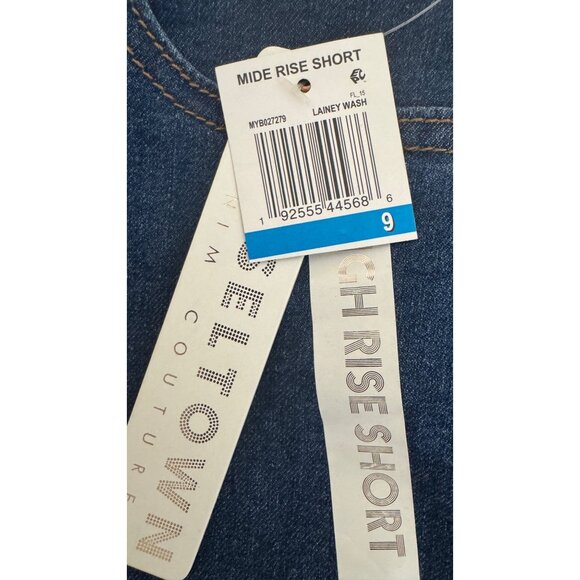 MIDE RISE SHORT
FL_15
MYB027279 LAINEY WASH
1 92555 44568 6
9
SELTOWN
IM COUTURE
GH RISE SHORT